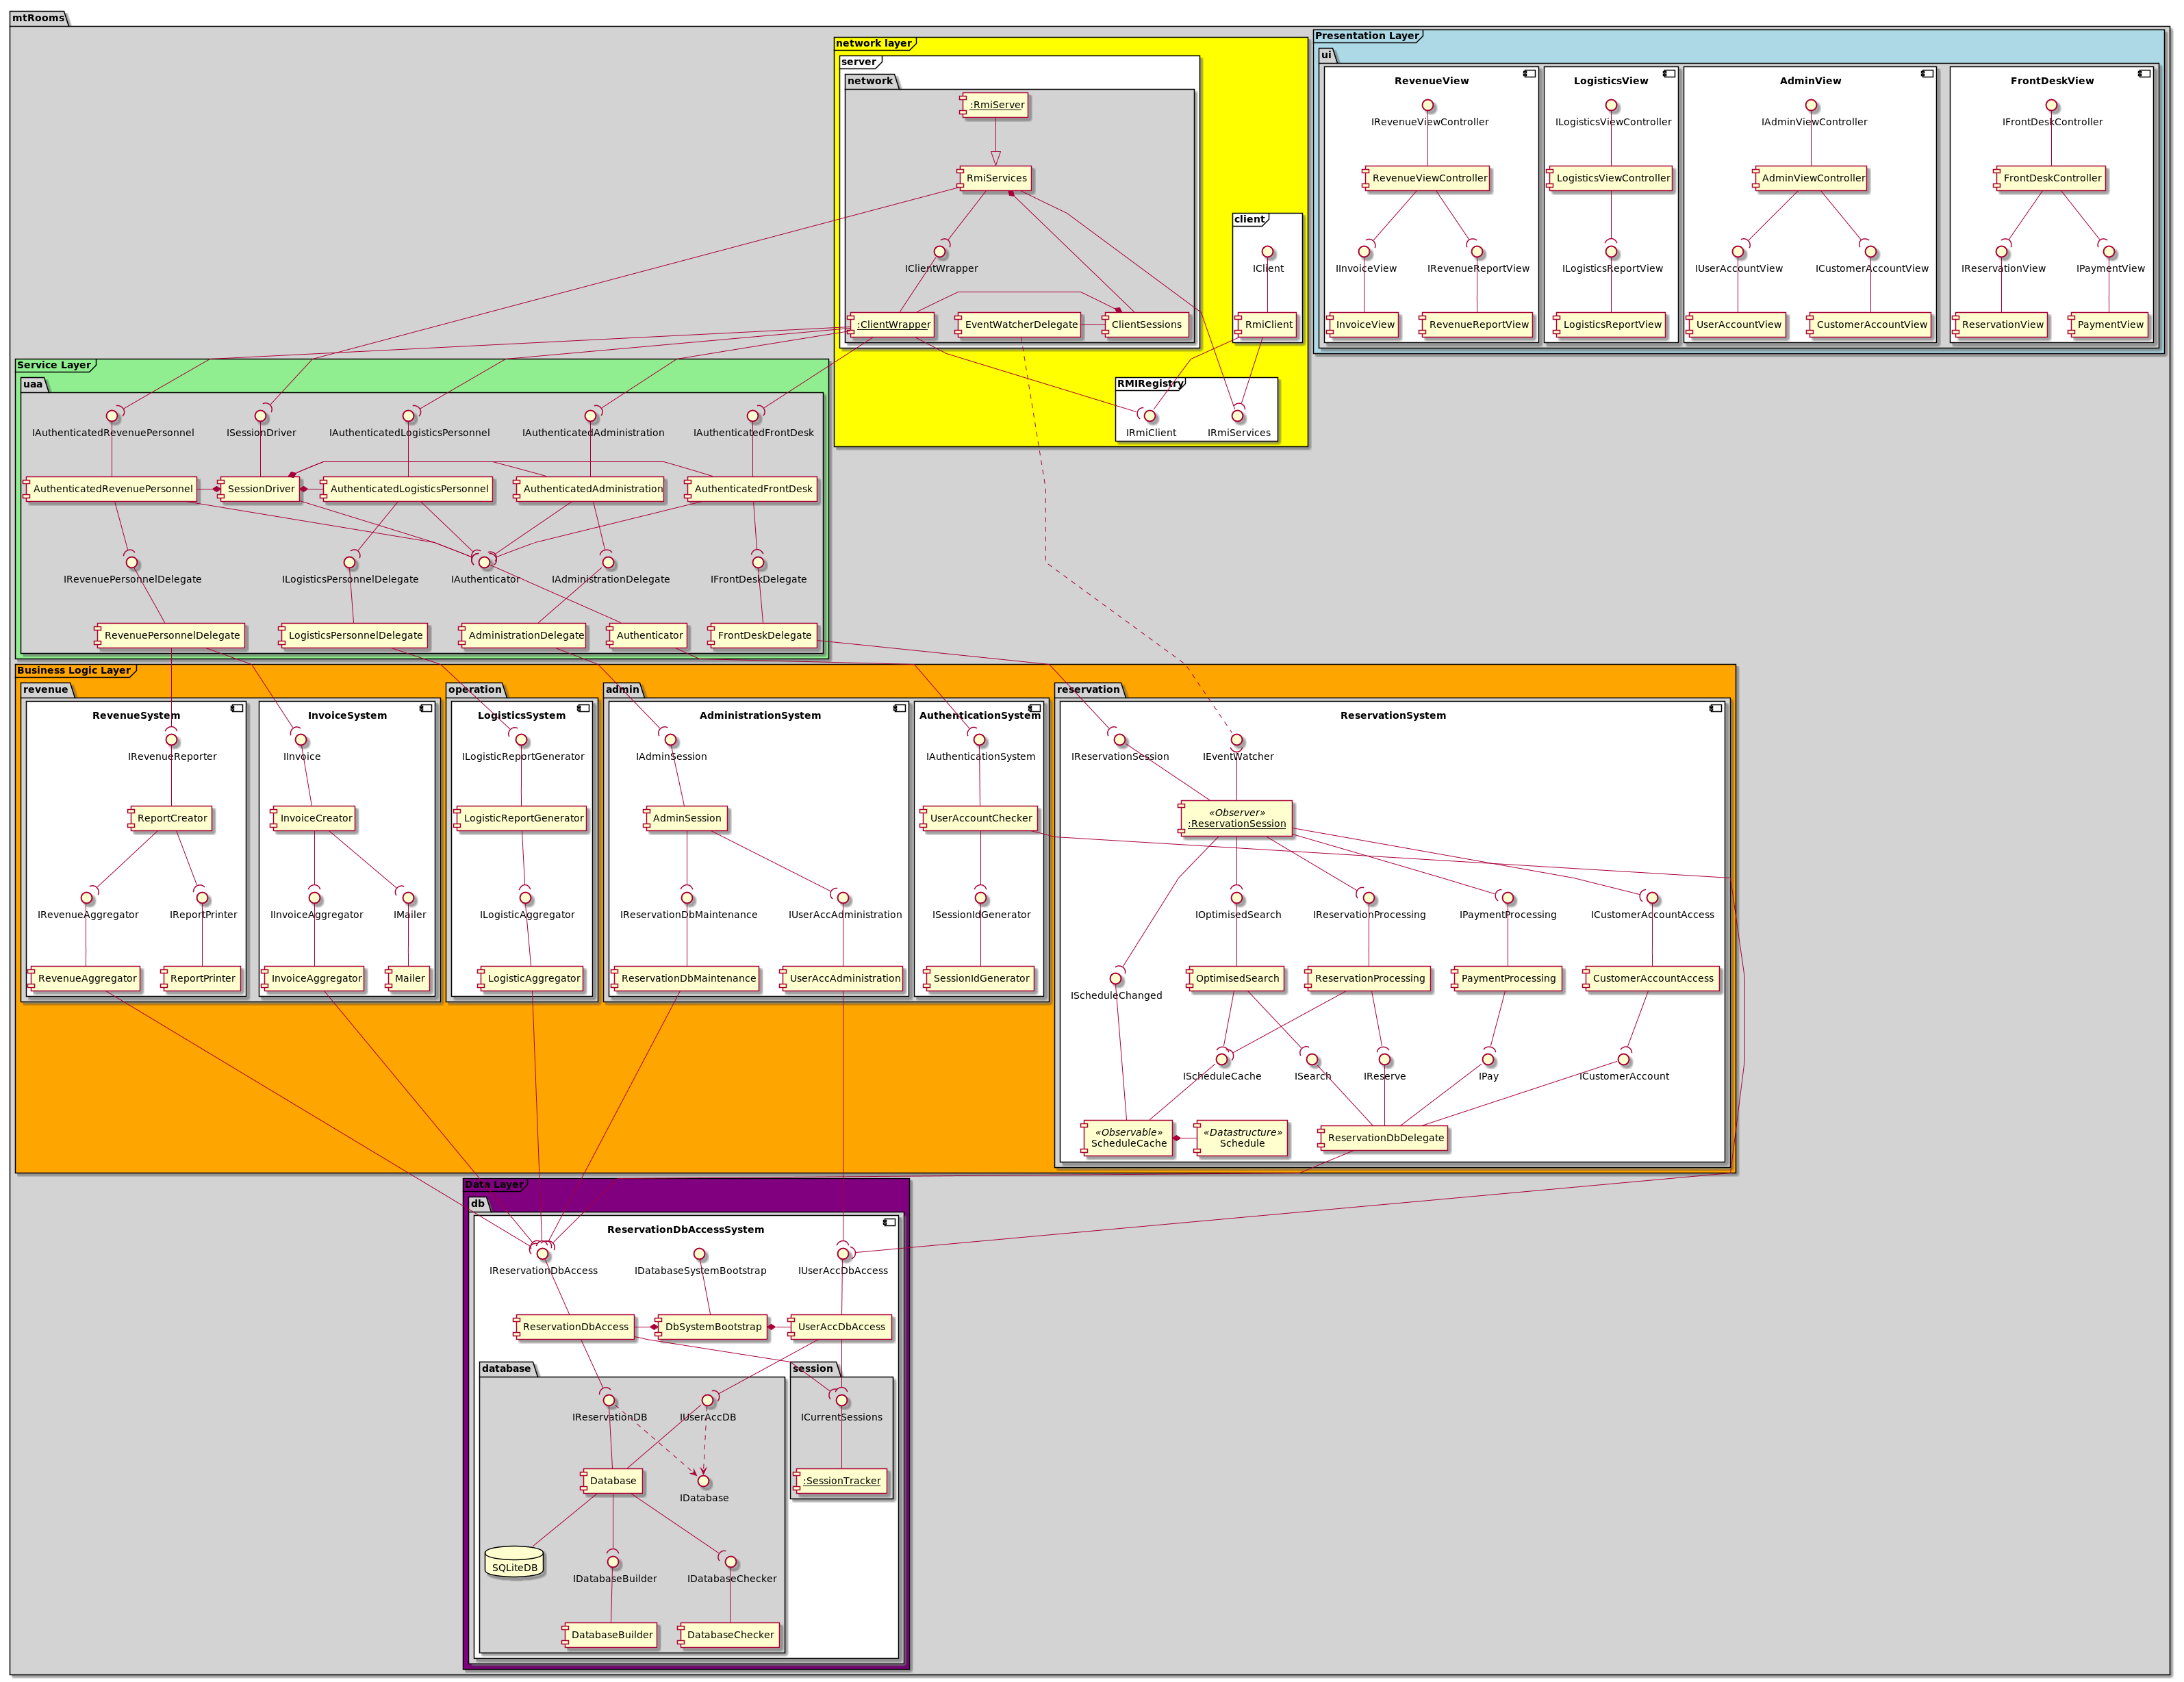 mtRooms
network layer
server
network
:RmiServer
RmiServices
IClientWrapper
:ClientWrapper
EventWatcherDelegate
ClientSessions
client
IClient
RmiClient
RMIRegistry
IRmiClient
IRmiServices
Presentation Layer
ui
RevenueView
IRevenueViewController
RevenueViewController
IInvoiceView
IRevenueReportView
InvoiceView
RevenueReportView
LogisticsView
ILogisticsViewController
LogisticsViewController
ILogisticsReportView
LogisticsReportView
AdminView
IAdminViewController
AdminViewController
IUserAccountView
ICustomerAccountView
UserAccountView
CustomerAccountView
FrontDeskView
IFrontDeskController
FrontDeskController
IReservationView
IPaymentView
ReservationView
PaymentView
Service Layer
uaa
IAuthenticatedRevenuePersonnel
ISessionDriver
IAuthenticatedLogisticsPersonnel
IAuthenticatedAdministration
IAuthenticatedFrontDesk
AuthenticatedRevenuePersonnel
SessionDriver
AuthenticatedLogisticsPersonnel
AuthenticatedAdministration
AuthenticatedFrontDesk
IRevenuePersonnelDelegate
ILogisticsPersonnelDelegate
IAuthenticator
IAdministrationDelegate
IFrontDeskDelegate
RevenuePersonnelDelegate
LogisticsPersonnelDelegate
AdministrationDelegate
Authenticator
FrontDeskDelegate
Business Logic Layer
revenue
RevenueSystem
IRevenueReporter
ReportCreator
IRevenueAggregator
IReportPrinter
RevenueAggregator
ReportPrinter
InvoiceSystem
IInvoice
InvoiceCreator
IInvoiceAggregator
IMailer
InvoiceAggregator
Mailer
operation
LogisticsSystem
ILogisticReportGenerator
LogisticReportGenerator
ILogisticAggregator
LogisticAggregator
admin
AdministrationSystem
IAdminSession
AdminSession
IReservationDbMaintenance
IUserAccAdministration
ReservationDbMaintenance
UserAccAdministration
AuthenticationSystem
IAuthenticationSystem
UserAccountChecker
ISessionIdGenerator
SessionIdGenerator
reservation
ReservationSystem
IReservationSession
IEventWatcher
«Observer»
:ReservationSession
IOptimisedSearch
IReservationProcessing
IPaymentProcessing
ICustomerAccountAccess
IScheduleChanged
OptimisedSearch
ReservationProcessing
PaymentProcessing
CustomerAccountAccess
IScheduleCache
ISearch
IReserve
IPay
ICustomerAccount
«Observable»
ScheduleCache
«Datastructure»
Schedule
ReservationDbDelegate
Data Layer
db
ReservationDbAccessSystem
IReservationDbAccess
IDatabaseSystemBootstrap
IUserAccDbAccess
ReservationDbAccess
DbSystemBootstrap
UserAccDbAccess
database
IReservationDB
IUserAccDB
Database
IDatabase
SQLiteDB
IDatabaseBuilder
IDatabaseChecker
DatabaseBuilder
DatabaseChecker
session
ICurrentSessions
:SessionTracker